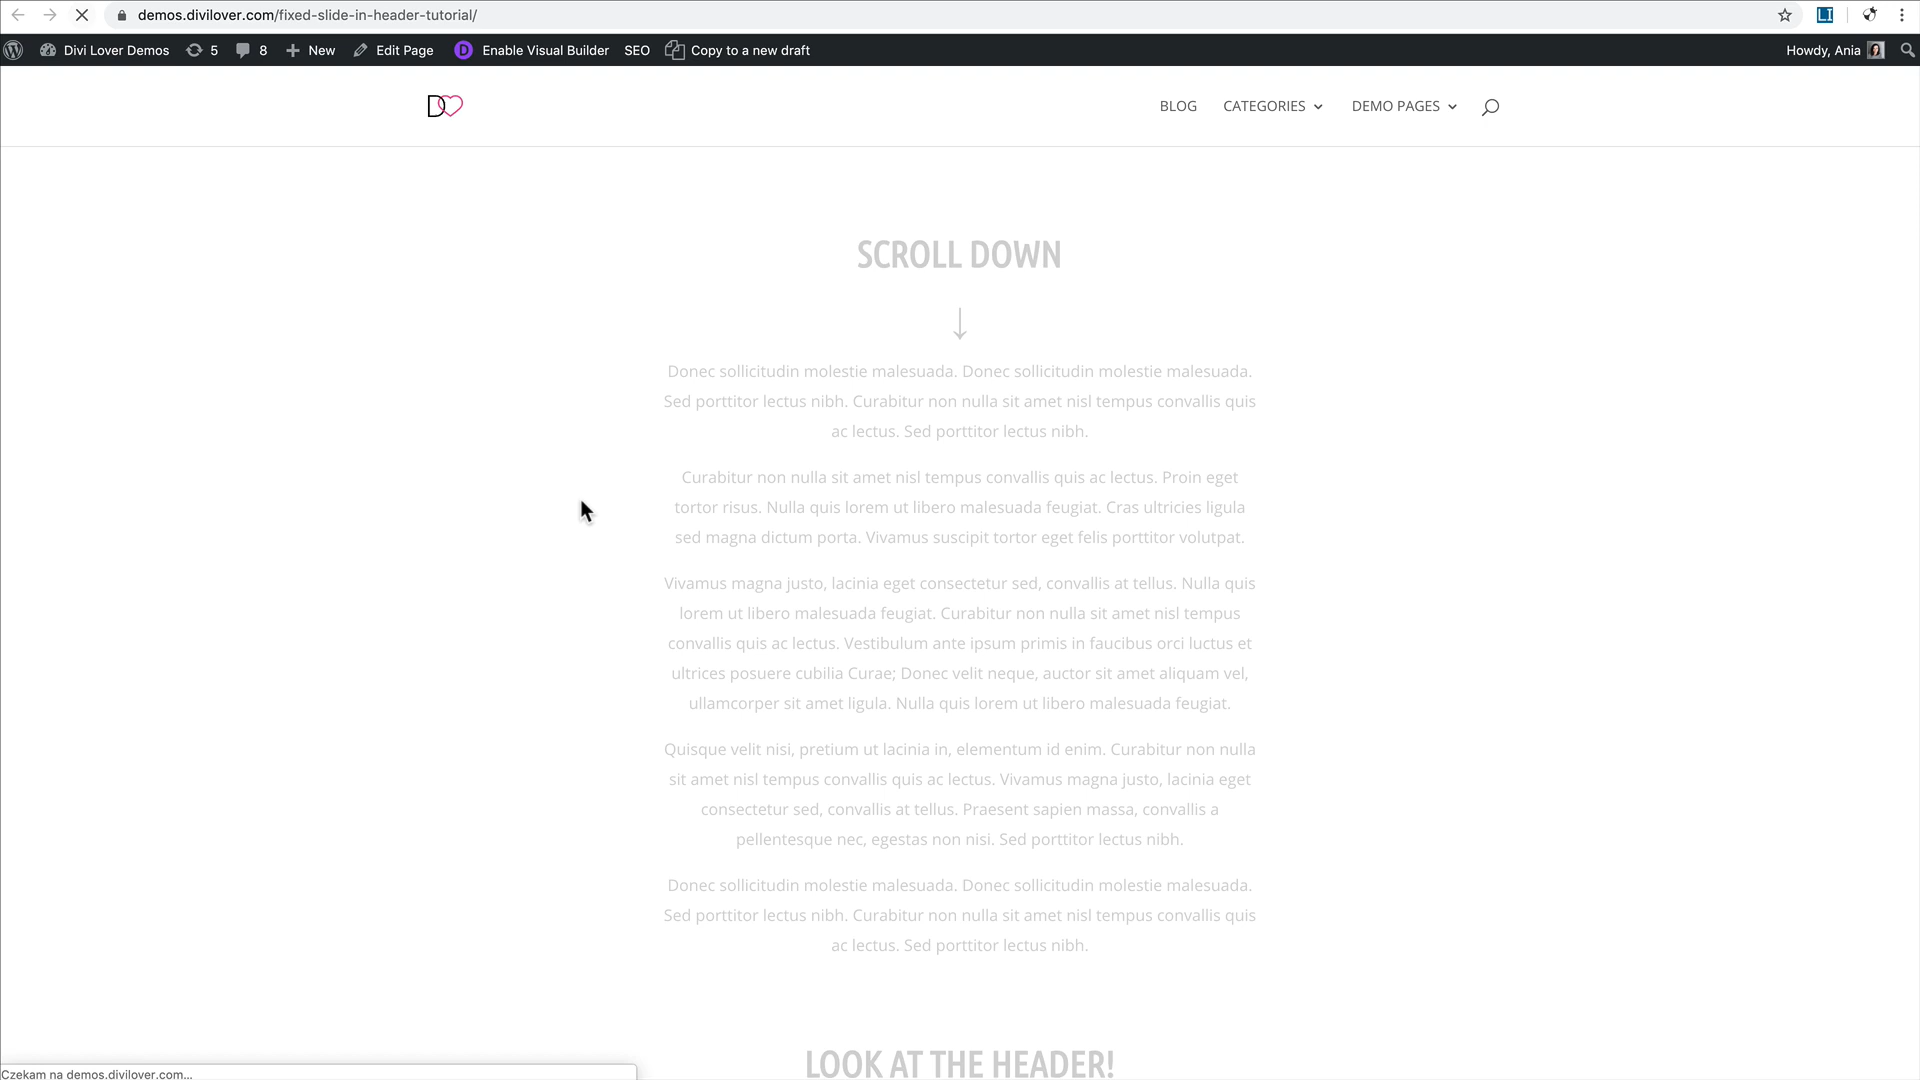 demos.divilover.com/fixed-slide-in-header-tutorial/
Divi Lover Demos 5 8 New Edit Page Enable Visual Builder SEO Copy to a new draft Howdy, Ania
D BLOG CATEGORIES DEMO PAGES
SCROLL DOWN
Donec sollicitudin molestie malesuada. Donec sollicitudin molestie malesuada.
Sed porttitor lectus nibh. Curabitur non nulla sit amet nisl tempus convallis quis
ac lectus. Sed porttitor lectus nibh.
Curabitur non nulla sit amet nisl tempus convallis quis ac lectus. Proin eget
tortor risus. Nulla quis lorem ut libero malesuada feugiat. Cras ultricies ligula
sed magna dictum porta. Vivamus suscipit tortor eget felis porttitor volutpat.
Vivamus magna justo, lacinia eget consectetur sed, convallis at tellus. Nulla quis
lorem ut libero malesuada feugiat. Curabitur non nulla sit amet nisl tempus
convallis quis ac lectus. Vestibulum ante ipsum primis in faucibus orci luctus et
ultrices posuere cubilia Curae; Donec velit neque, auctor sit amet aliquam vel,
ullamcorper sit amet ligula. Nulla quis lorem ut libero malesuada feugiat.
Quisque velit nisi, pretium ut lacinia in, elementum id enim. Curabitur non nulla
sit amet nisl tempus convallis quis ac lectus. Vivamus magna justo, lacinia eget
consectetur sed, convallis at tellus. Praesent sapien massa, convallis a
pellentesque nec, egestas non nisi. Sed porttitor lectus nibh.
Donec sollicitudin molestie malesuada. Donec sollicitudin molestie malesuada.
Sed porttitor lectus nibh. Curabitur non nulla sit amet nisl tempus convallis quis
ac lectus. Sed porttitor lectus nibh.
LOOK AT THE HEADER!
Czekam na demos.divilover.com...